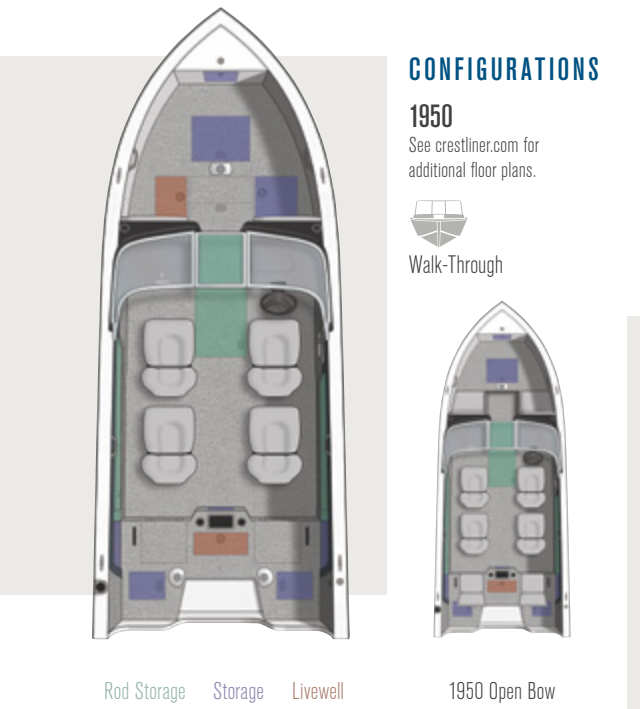 CONFIGURATIONS
1950
See crestliner.com for
additional floor plans.
Walk-Through
Rod Storage Storage Livewell
1950 Open Bow